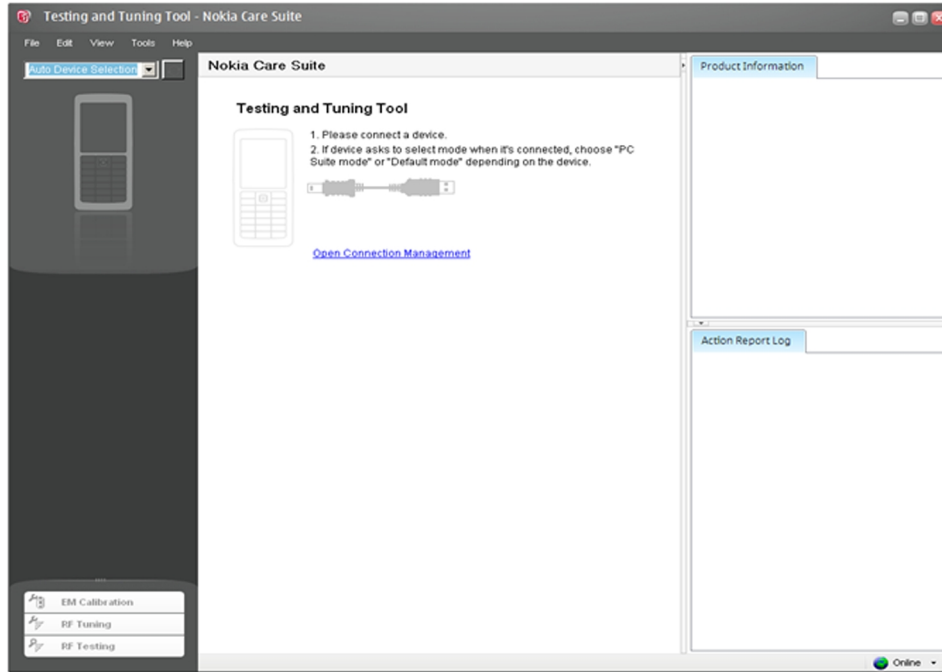 Testing and Tuning Tool - Nokia Care Suite
File Edit View Tools Help
Auto Device Selection
Nokia Care Suite
Testing and Tuning Tool
1. Please connect a device.
2. If device asks to select mode when it's connected, choose "PC
Suite mode" or "Default mode" depending on the device.
Open Connection Management
Product Information
Action Report Log
EM Calibration
RF Tuning
RF Testing
Online